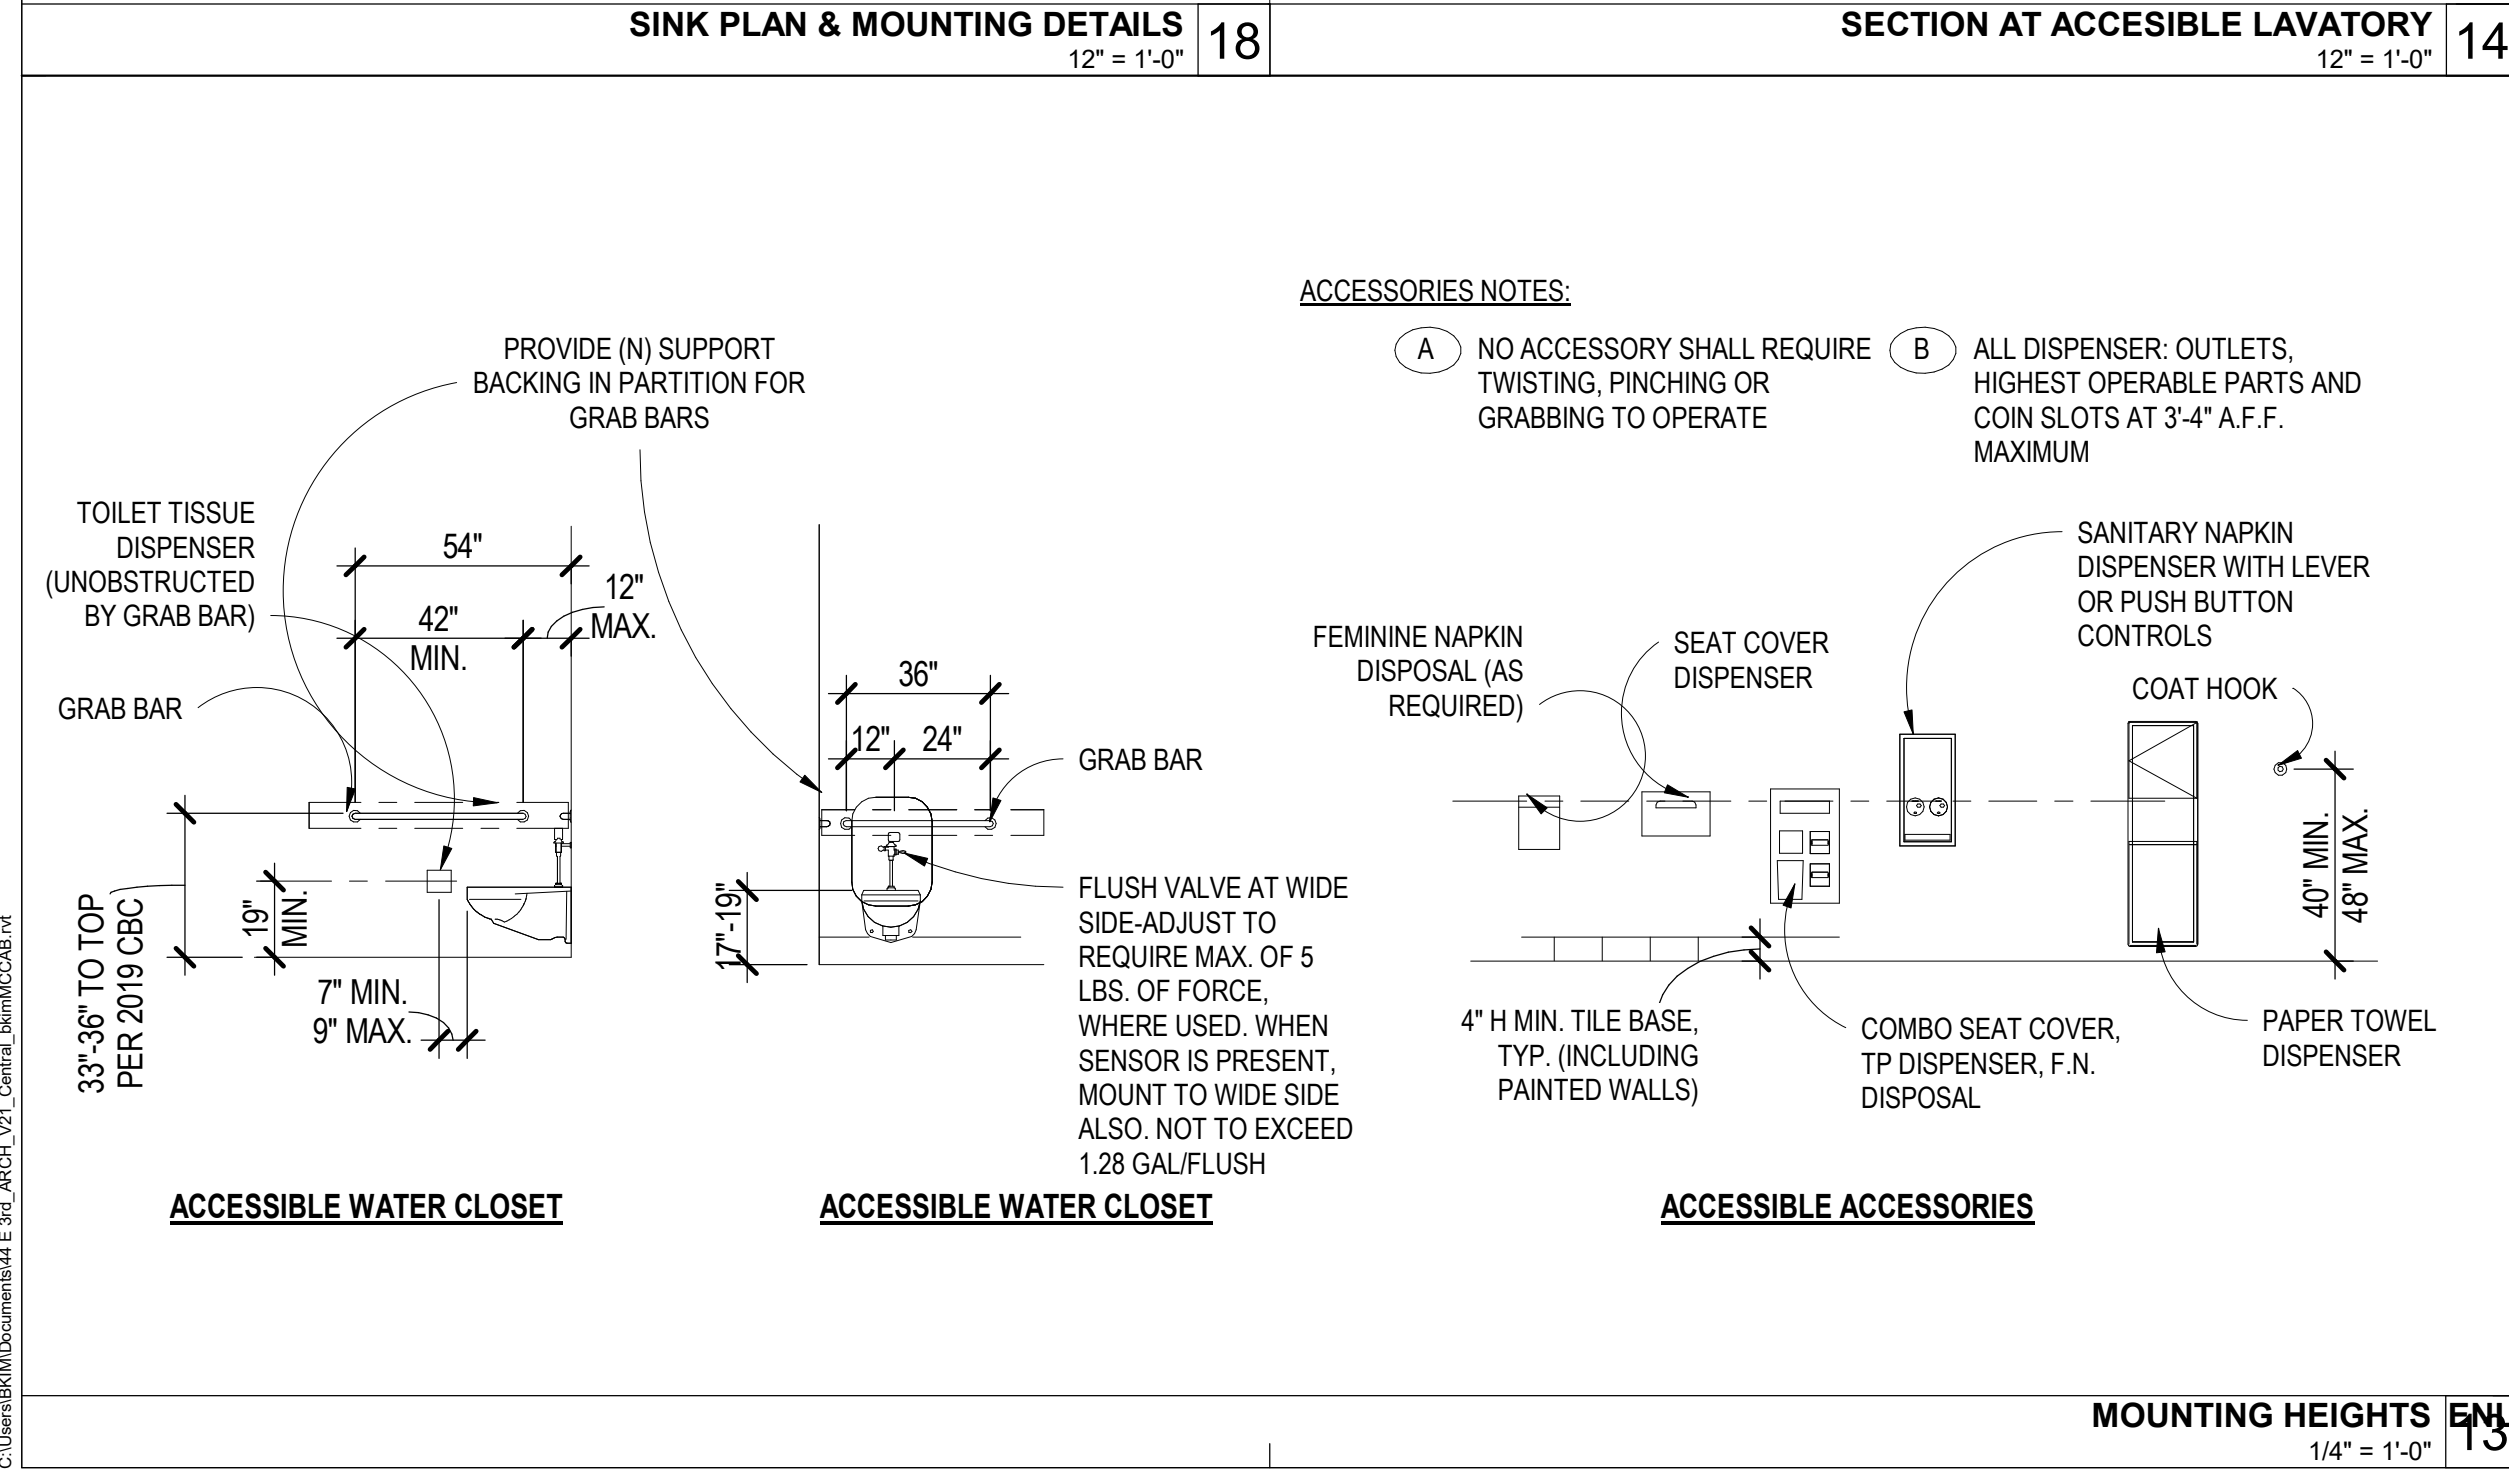 SINK PLAN & MOUNTING DETAILS
12" = 1'-0"
18
SECTION AT ACCESIBLE LAVATORY
12" = 1'-0"
14
ACCESSORIES NOTES:
A
NO ACCESSORY SHALL REQUIRE
TWISTING, PINCHING OR
GRABBING TO OPERATE
B
ALL DISPENSER: OUTLETS,
HIGHEST OPERABLE PARTS AND
COIN SLOTS AT 3'-4" A.F.F.
MAXIMUM
PROVIDE (N) SUPPORT
BACKING IN PARTITION FOR
GRAB BARS
TOILET TISSUE
DISPENSER
(UNOBSTRUCTED
BY GRAB BAR)
GRAB BAR
54"
42"
MIN.
12"
MAX.
33"-36" TO TOP
PER 2019 CBC
19"
MIN.
7" MIN.
9" MAX.
ACCESSIBLE WATER CLOSET
36"
12"
24"
GRAB BAR
17"-19"
FLUSH VALVE AT WIDE
SIDE-ADJUST TO
REQUIRE MAX. OF 5
LBS. OF FORCE,
WHERE USED. WHEN
SENSOR IS PRESENT,
MOUNT TO WIDE SIDE
ALSO. NOT TO EXCEED
1.28 GAL/FLUSH
ACCESSIBLE WATER CLOSET
FEMININE NAPKIN
DISPOSAL (AS
REQUIRED)
SEAT COVER
DISPENSER
SANITARY NAPKIN
DISPENSER WITH LEVER
OR PUSH BUTTON
CONTROLS
COAT HOOK
40" MIN.
48" MAX.
4" H MIN. TILE BASE,
TYP. (INCLUDING
PAINTED WALLS)
COMBO SEAT COVER,
TP DISPENSER, F.N.
DISPOSAL
PAPER TOWEL
DISPENSER
ACCESSIBLE ACCESSORIES
MOUNTING HEIGHTS
1/4" = 1'-0"
13
C:\Users\BKIM\Documents\44 E 3rd_ARCH_V21_Central_bkimMCCAB.rvt